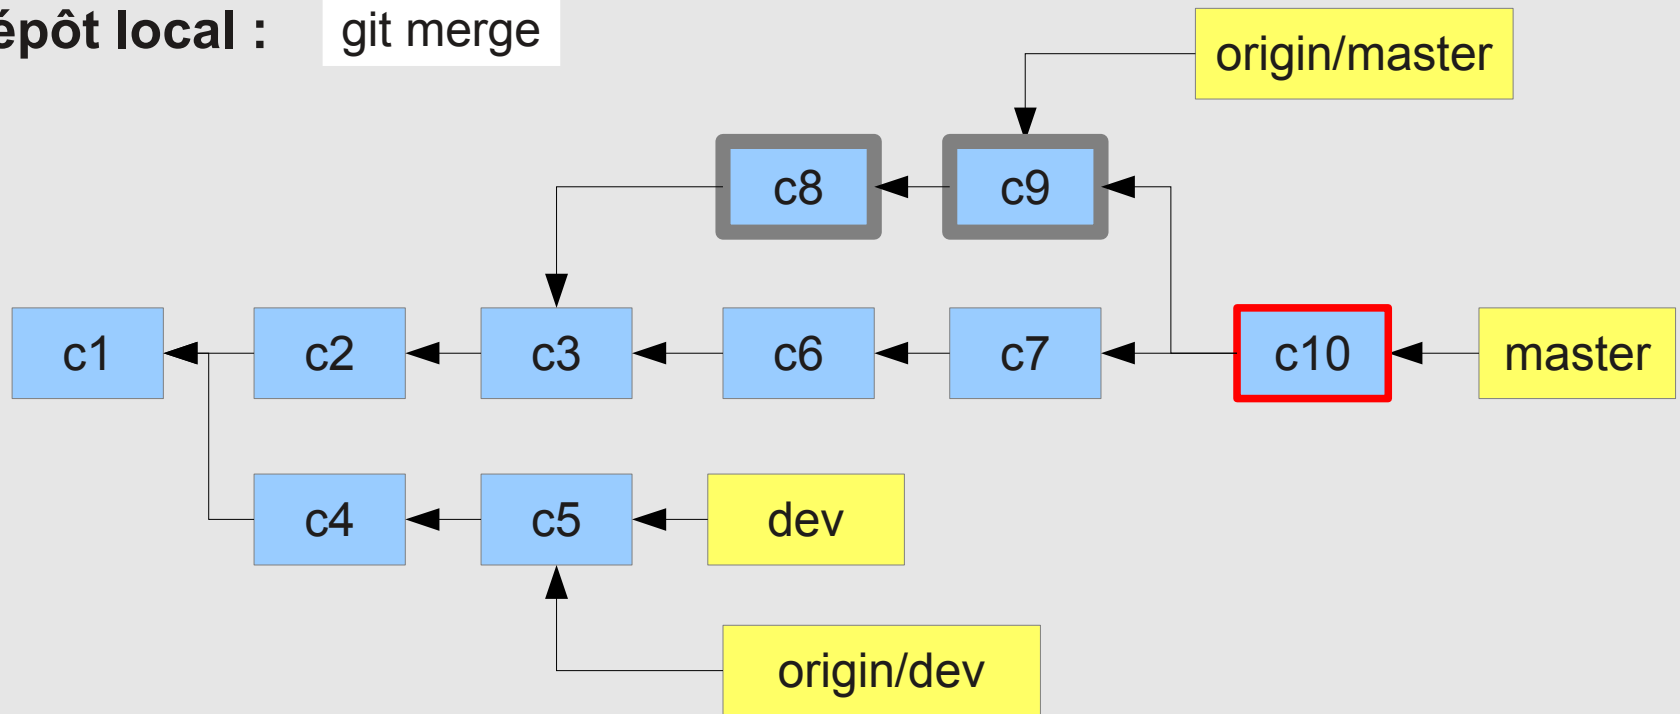 épôt local :
git merge
origin/master
c8
c9
c1
c2
c3
c6
c7
c10
master
c4
c5
dev
origin/dev